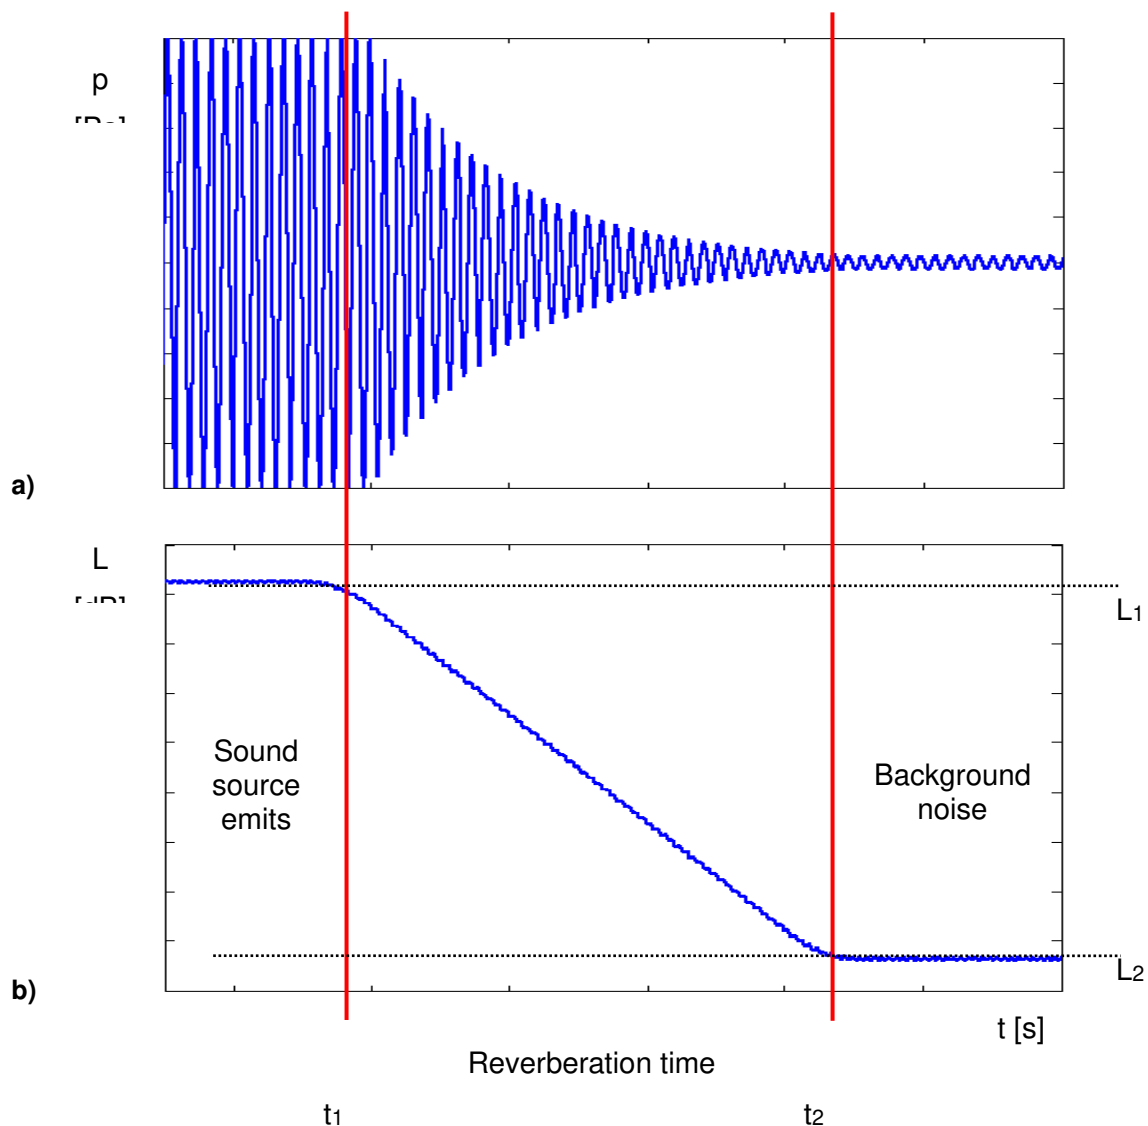 p
a)
L
L1
Sound
source
emits
Background
noise
L2
b)
t [s]
Reverberation time
t1
t2